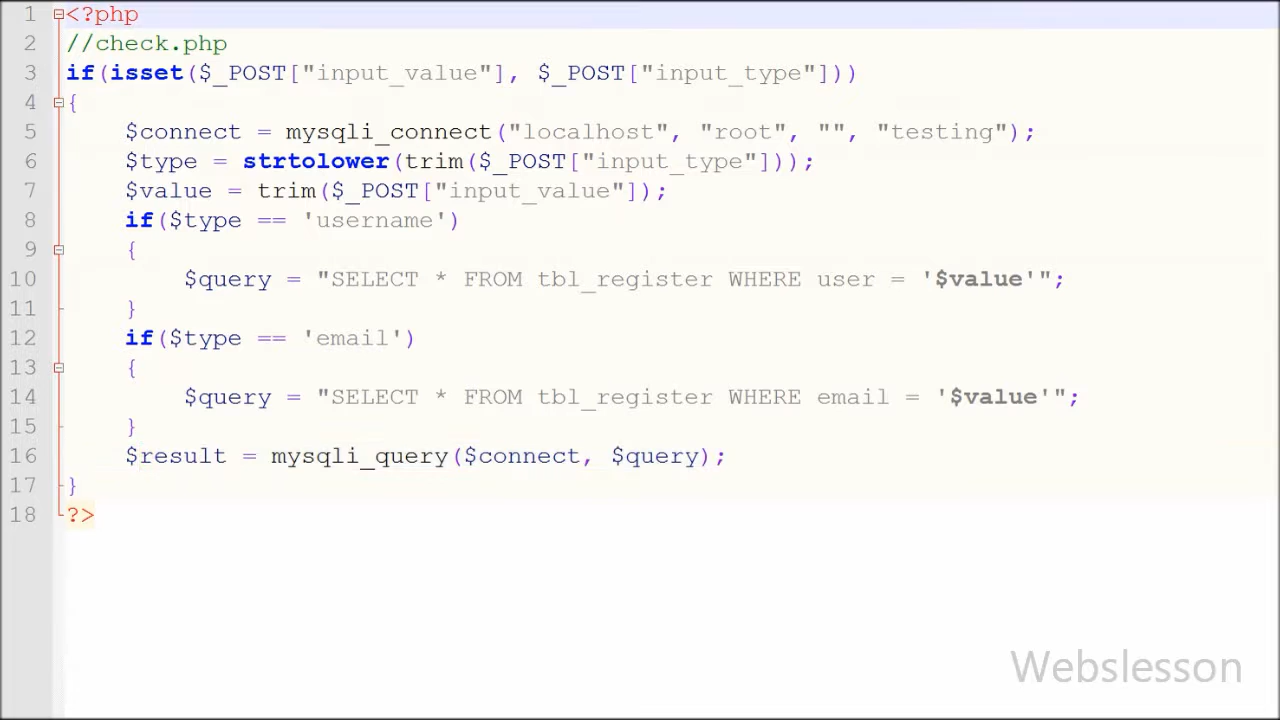 1 <?php
2 //check.php
3 if(isset($_POST["input_value"], $_POST["input_type"]))
4 {
5 $connect = mysqli_connect("localhost", "root", "", "testing");
6 $type = strtolower(trim($_POST["input_type"]));
7 $value = trim($_POST["input_value"]);
8 if($type == 'username')
9 {
10 $query = "SELECT * FROM tbl_register WHERE user = '$value'";
11 }
12 if($type == 'email')
13 {
14 $query = "SELECT * FROM tbl_register WHERE email = '$value'";
15 }
16 $result = mysqli_query($connect, $query);
17 }
18 ?>
Webslesson